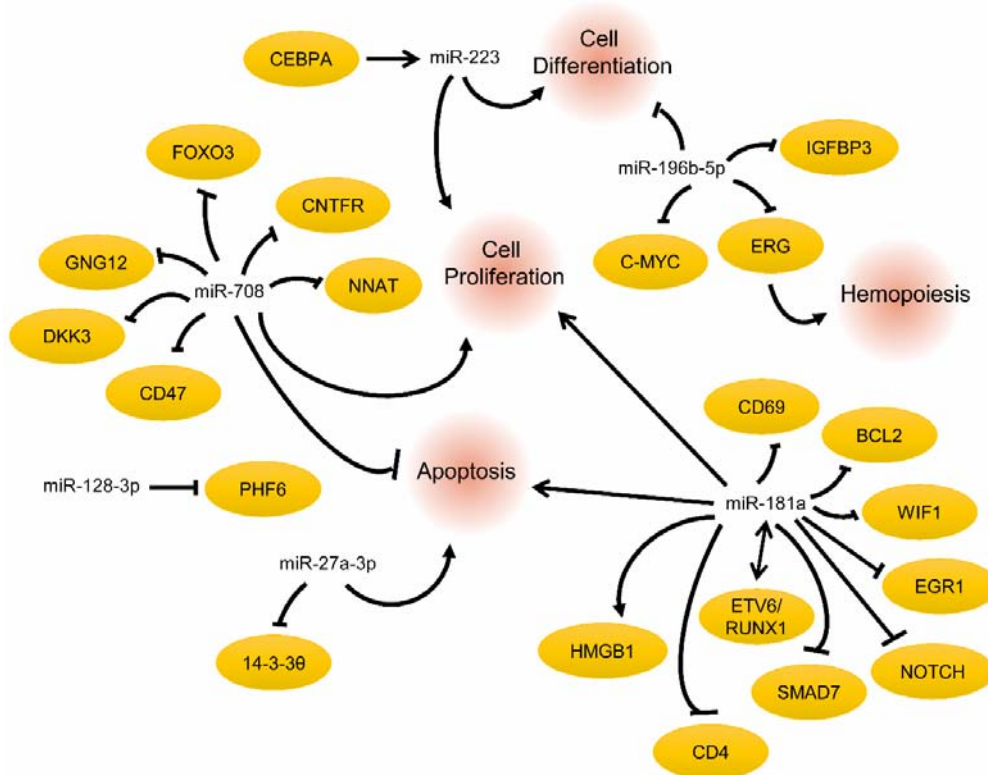 Cell
Differentiation
CEBPA
miR-223
FOXO3
IGFBP3
miR-196b-5p
CNTFR
GNG12
Cell
Proliferation
C-MYC
ERG
miR-708
NNAT
Hemopoiesis
DKK3
CD47
CD69
BCL2
Apoptosis
miR-128-3p
PHF6
miR-181a
WIF1
miR-27a-3p
EGR1
ETV6/
RUNX1
14-3-3θ
HMGB1
NOTCH
SMAD7
CD4